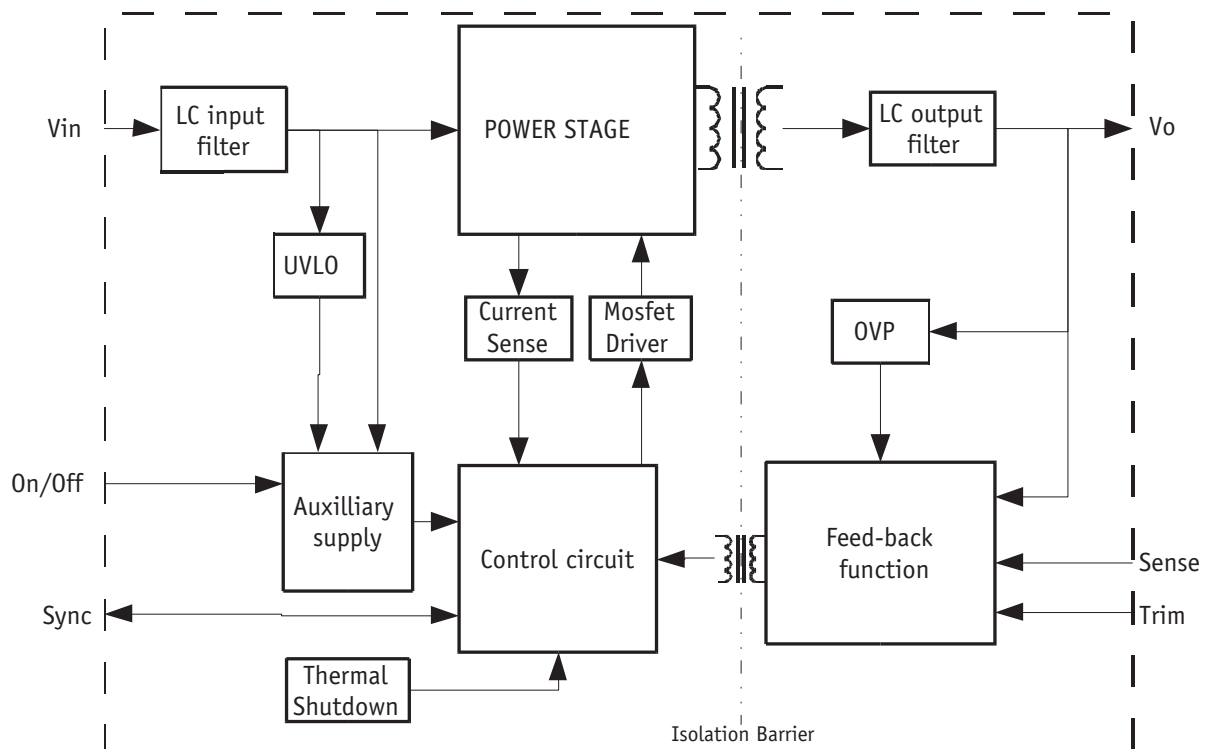 Vin
LC input
filter
POWER STAGE
LC output
filter
Vo
UVLO
Current
Sense
Mosfet
Driver
OVP
On/Off
Auxilliary
supply
Control circuit
Feed-back
function
Sense
Sync
Trim
Thermal
Shutdown
Isolation Barrier